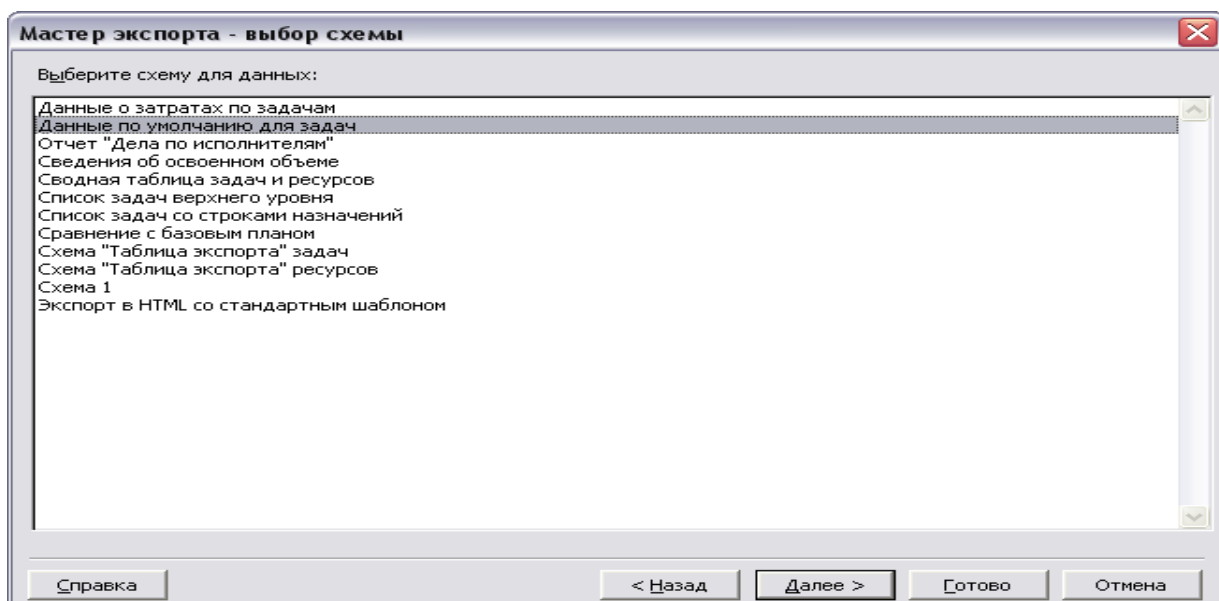 Мастер экспорта - выбор схемы
Выберите схему для данных:
Данные о затратах по задачам
Данные по умолчанию для задач
Отчет "Дела по исполнителям"
Сведения об освоенном объеме
Сводная таблица задач и ресурсов
Список задач верхнего уровня
Список задач со строками назначений
Сравнение с базовым планом
Схема "Таблица экспорта" задач
Схема "Таблица экспорта" ресурсов
Схема 1
Экспорт в HTML со стандартным шаблоном
Справка < Назад Далее > Готово Отмена